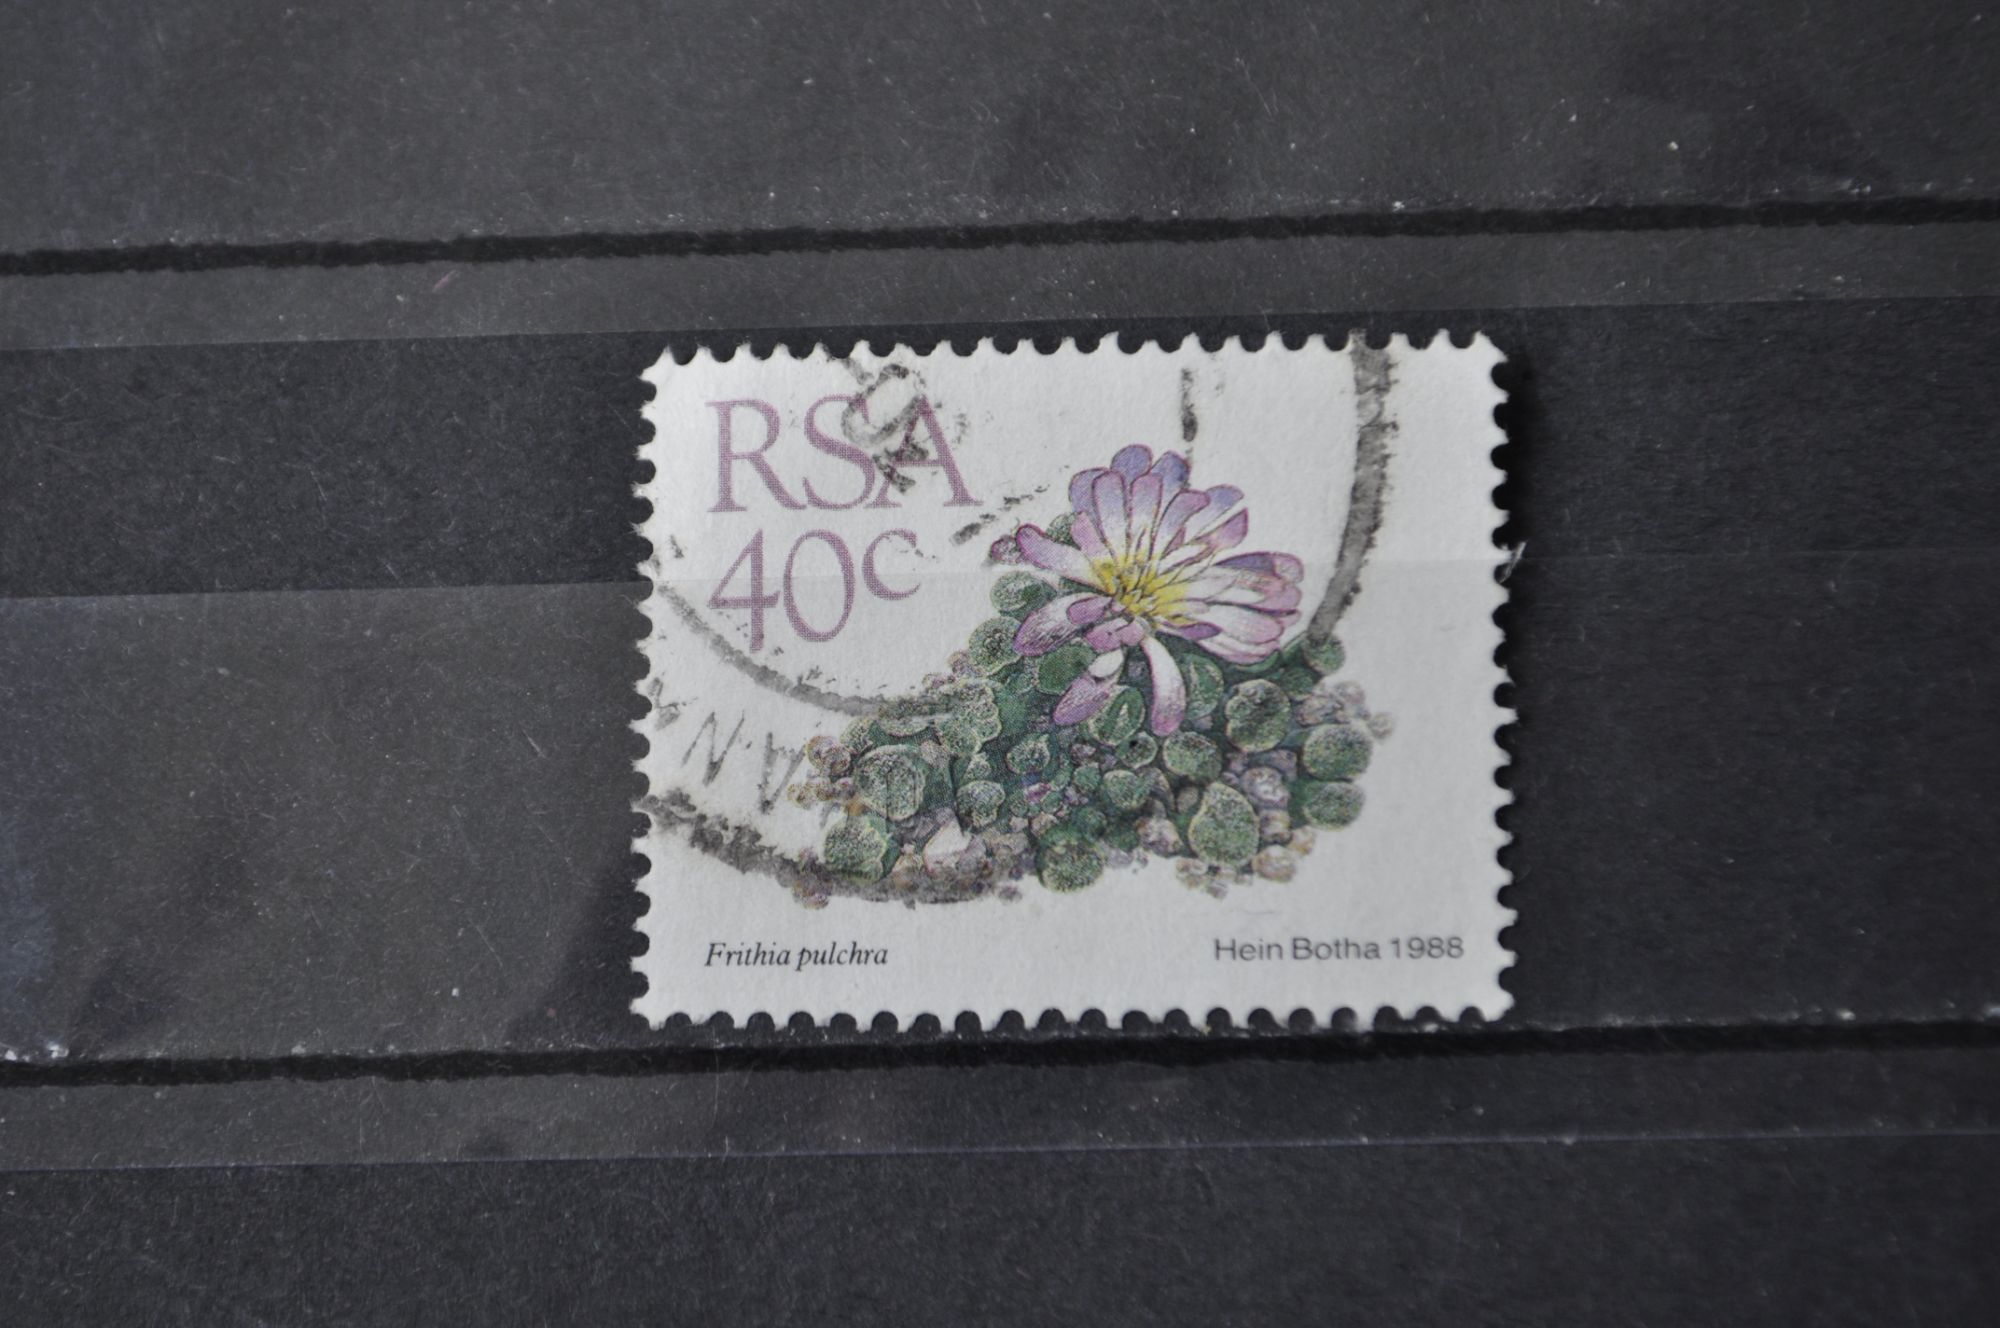 RSA
40c
Frithia pulchra
Hein Botha 1988